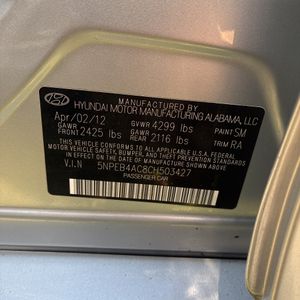 HYUNDAI MOTOR MANUFACTURING ALABAMA, LLC
Apr/02/12 GVWR 4299 lbs PAINT SM
GAWR FRONT 2425 lbs GAWR REAR 2116 lbs TRIM RA
THIS VEHICLE CONFORMS TO ALL APPLICABLE U.S.A. FEDERAL
MOTOR VEHICLE SAFETY, BUMPER, AND THEFT PREVENTION
STANDARDS IN EFFECT ON THE DATE OF MANUFACTURE SHOWN ABOVE.
V.I.N 5NPEB4AC8CH503427
PASSENGER CAR